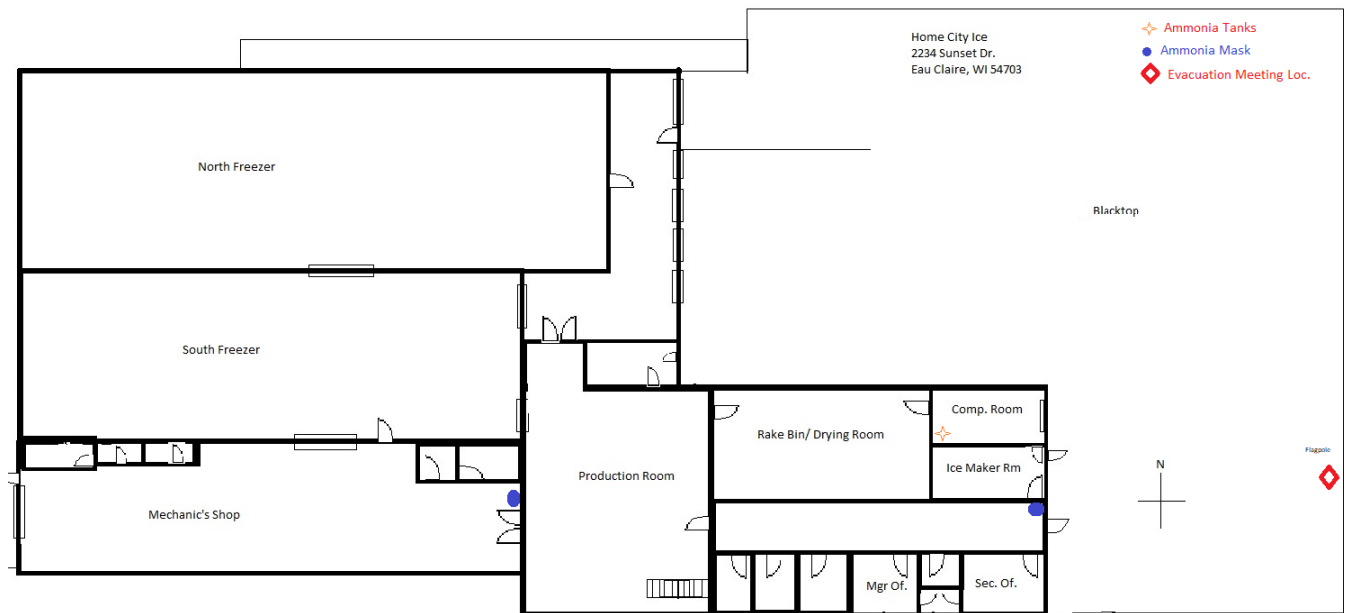 Home City Ice
2234 Sunset Dr.
Eau Claire, WI 54703
Ammonia Tanks
Ammonia Mask
Evacuation Meeting Loc.
North Freezer
Blacktop
South Freezer
Comp. Room
Rake Bin/ Drying Room
Flagpole
Ice Maker Rm
N
Production Room
Mechanic's Shop
Mgr Of.
Sec. Of.